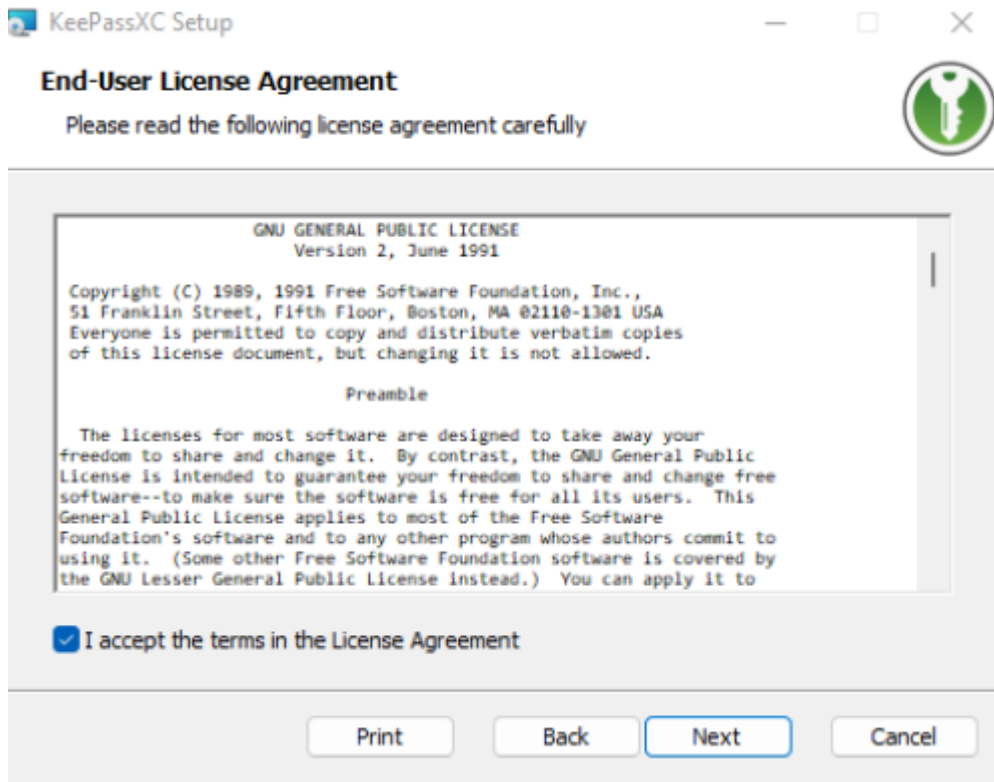 KeePassXC Setup
End-User License Agreement
Please read the following license agreement carefully
GNU GENERAL PUBLIC LICENSE
Version 2, June 1991
Copyright (C) 1989, 1991 Free Software Foundation, Inc.,
51 Franklin Street, Fifth Floor, Boston, MA 02110-1301 USA
Everyone is permitted to copy and distribute verbatim copies
of this license document, but changing it is not allowed.
Preamble
The licenses for most software are designed to take away your
freedom to share and change it.  By contrast, the GNU General Public
License is intended to guarantee your freedom to share and change free
software--to make sure the software is free for all its users.  This
General Public License applies to most of the Free Software
Foundation's software and to any other program whose authors commit to
using it.  (Some other Free Software Foundation software is covered by
the GNU Lesser General Public License instead.)  You can apply it to
I accept the terms in the License Agreement
Print Back Next Cancel